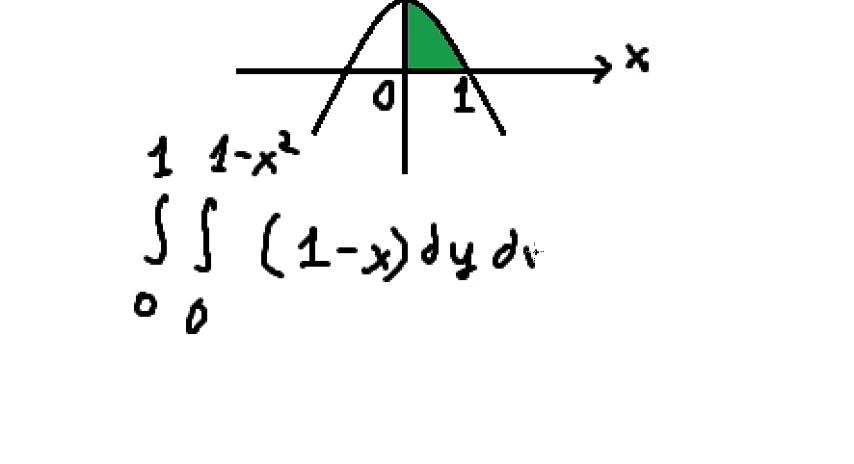 x
0 1
1 1-x²
∫ ∫ (1-x) dy d
0 0